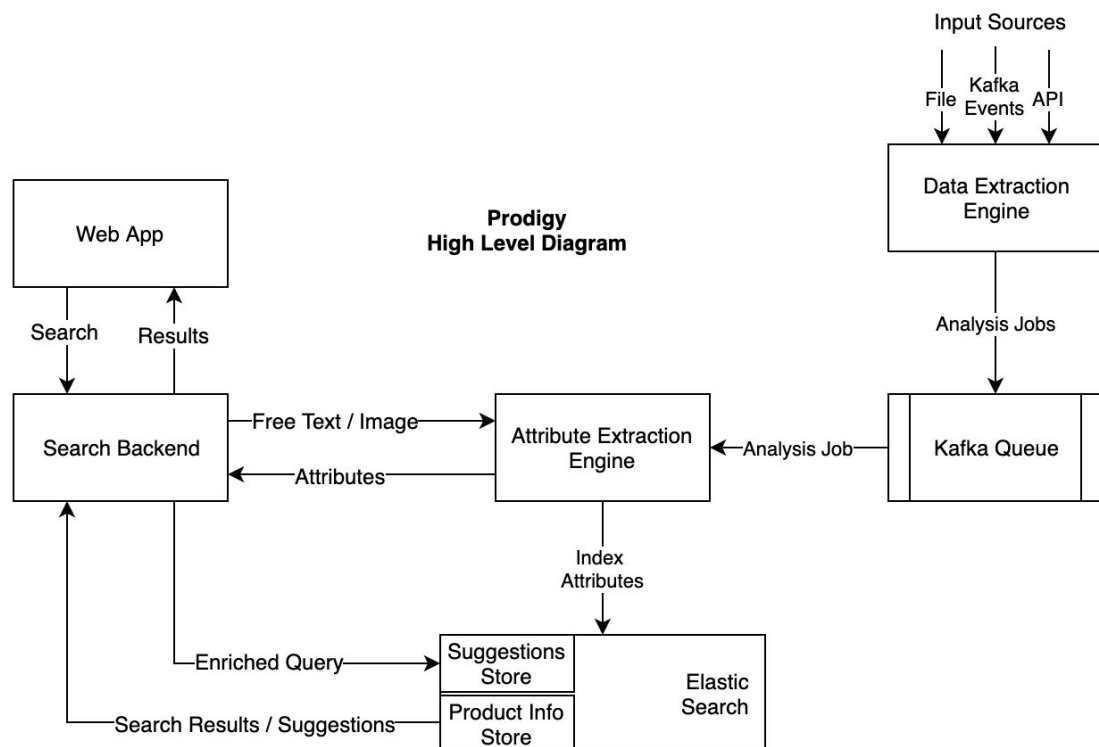 Input Sources
File
Kafka
Events
API
Data Extraction
Engine
Prodigy
High Level Diagram
Web App
Search
Results
Analysis Jobs
Search Backend
Free Text / Image
Attributes
Attribute Extraction
Engine
Analysis Job
Kafka Queue
Index
Attributes
Enriched Query
Suggestions
Store
Elastic
Search
Search Results / Suggestions
Product Info
Store